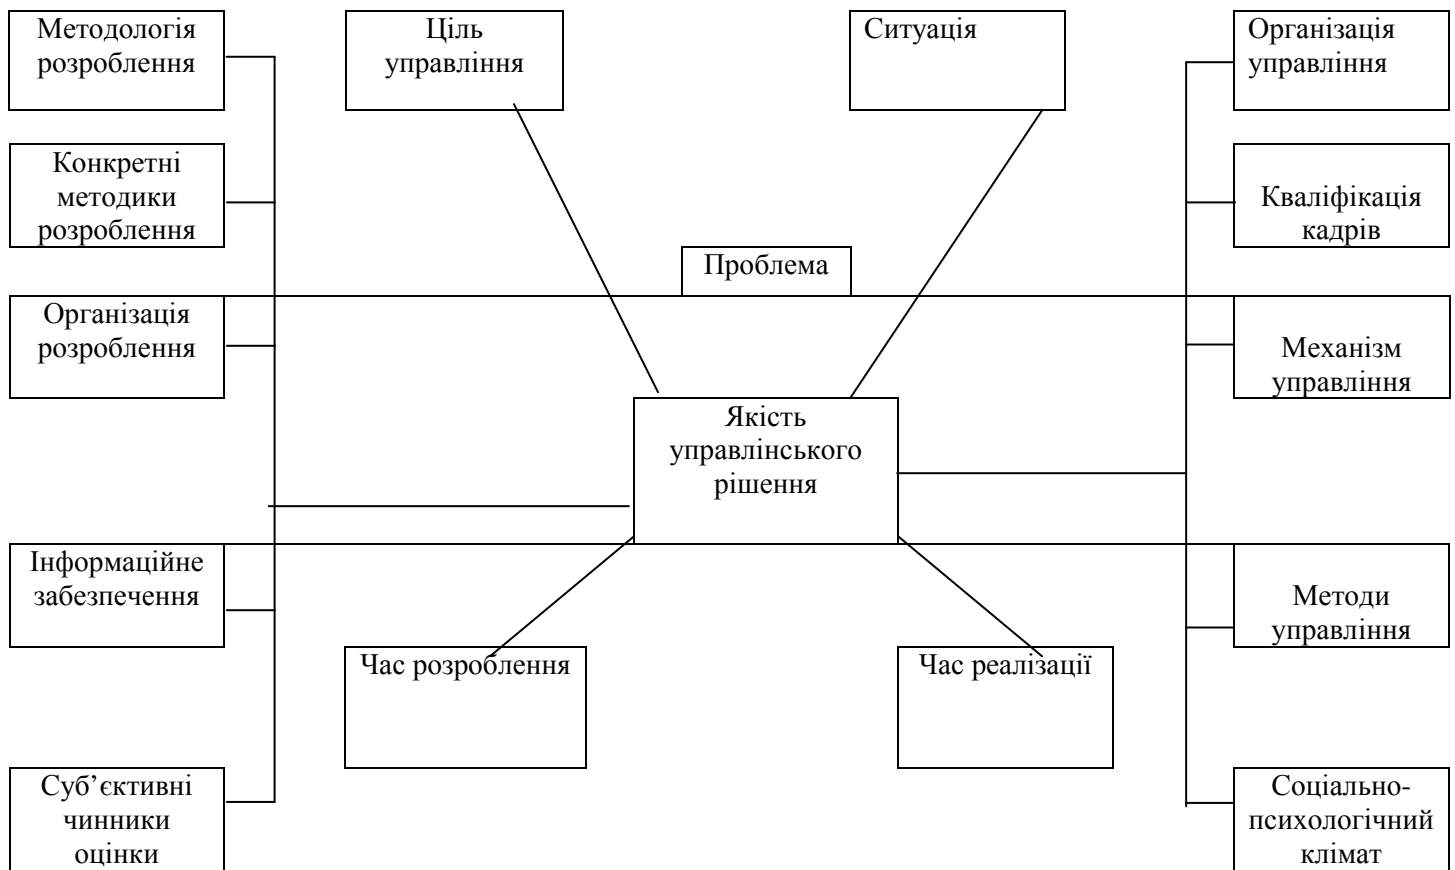 Методологія
розроблення
Ціль
управління
Ситуація
Організація
управління
Конкретні
методики
розроблення
Кваліфікація
кадрів
Проблема
Організація
розроблення
Механізм
управління
Якість
управлінського
рішення
Інформаційне
забезпечення
Методи
управління
Час розроблення
Час реалізації
Суб’єктивні
чинники
оцінки
Соціально-
психологічний
клімат